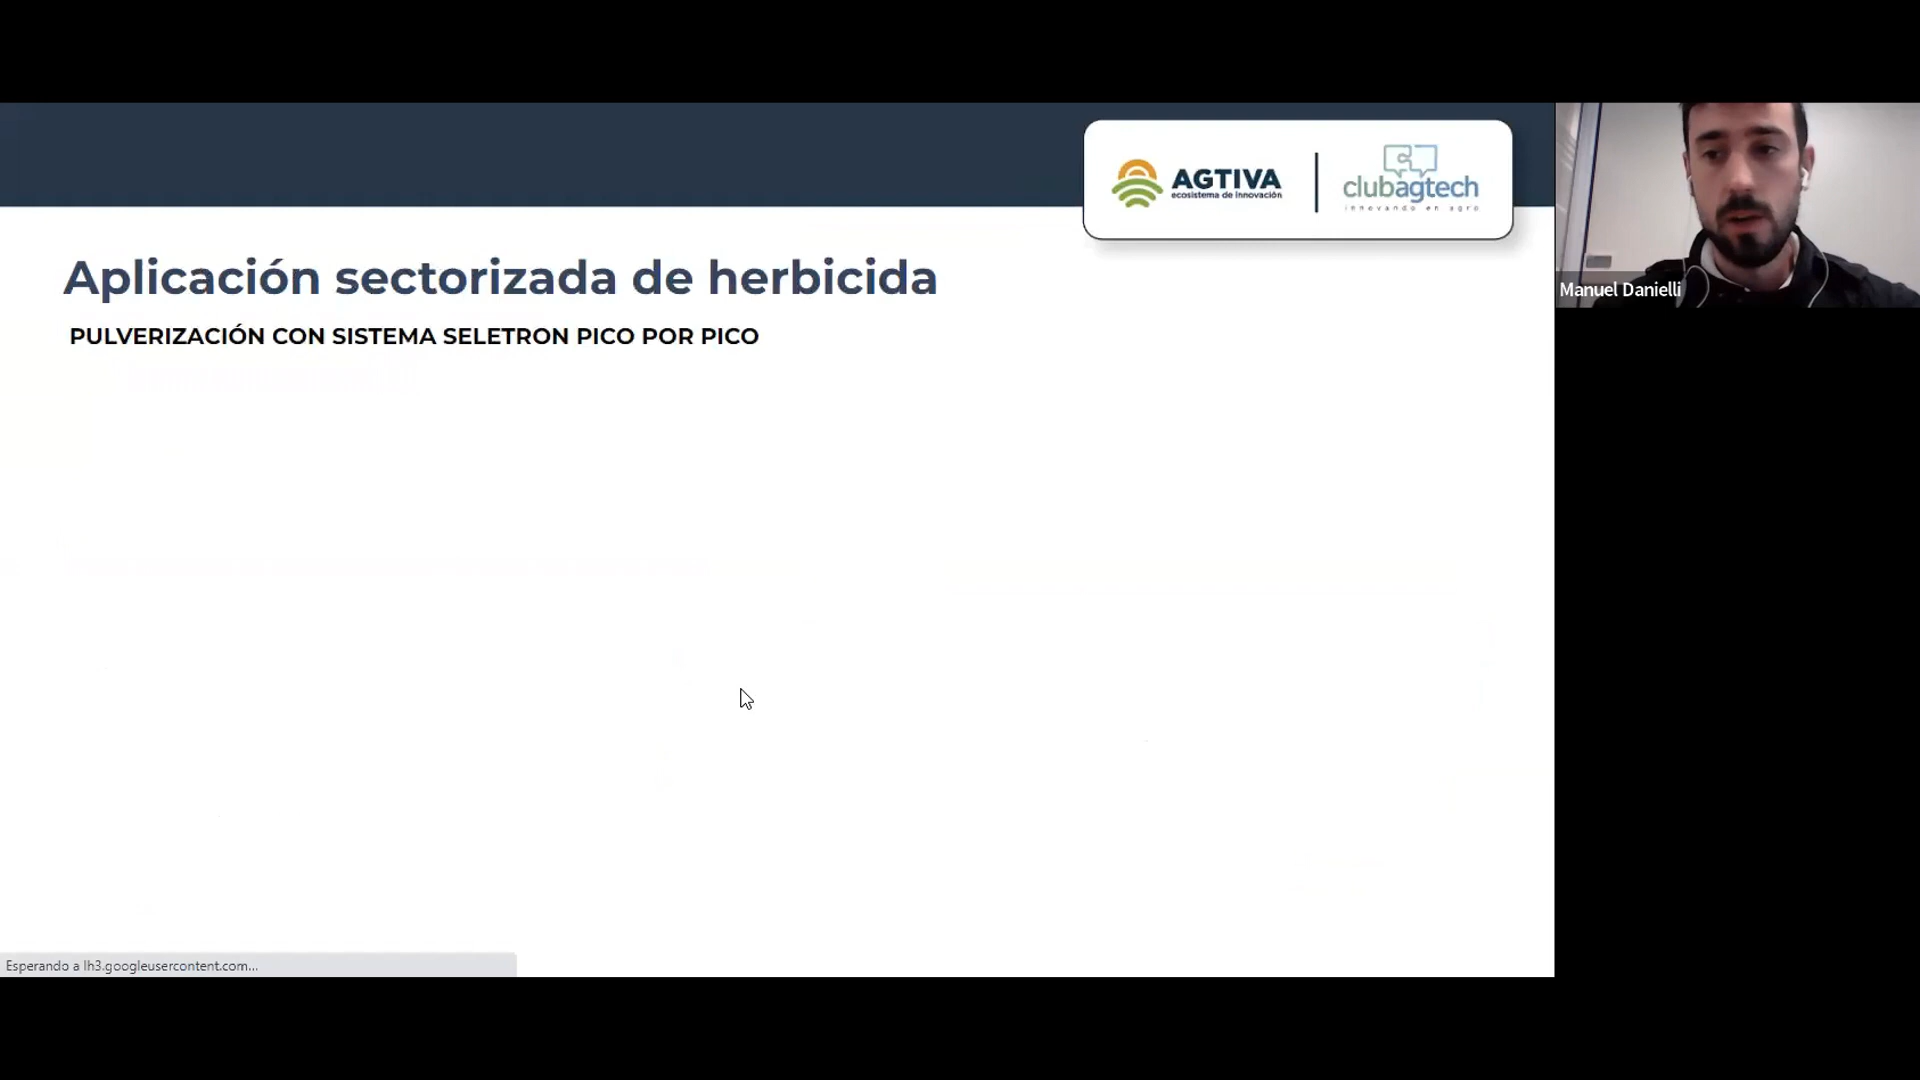 AGTIVA
ecosistema de innovación
clubagtech
innovando en agro
Manuel Danielli
Aplicación sectorizada de herbicida
PULVERIZACIÓN CON SISTEMA SELETRON PICO POR PICO
Esperando a lh3.googleusercontent.com...